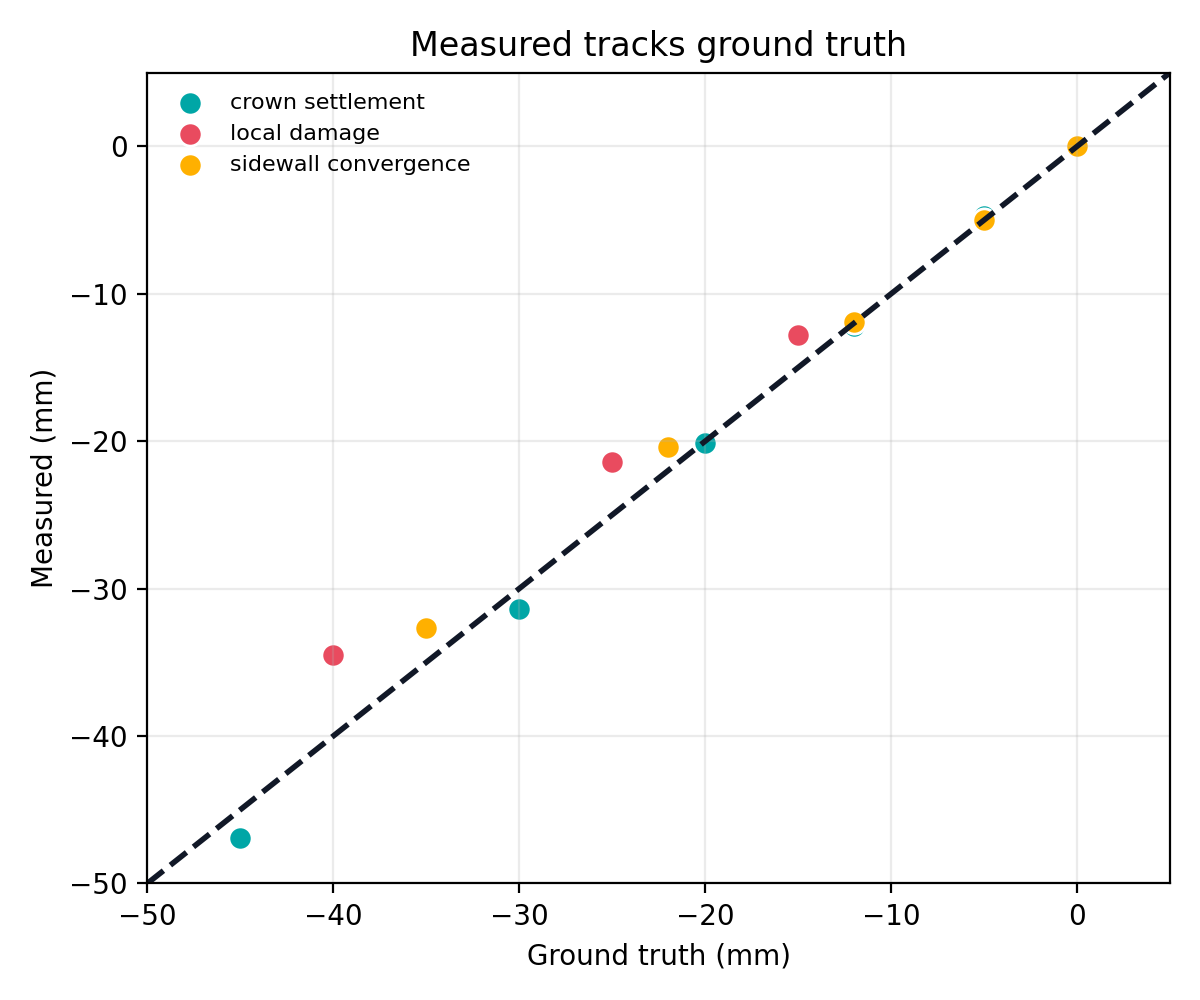 Measured tracks ground truth
crown settlement
local damage
sidewall convergence
0
−10
−20
−30
−40
−50
Measured (mm)
−50
−40
−30
−20
−10
0
Ground truth (mm)